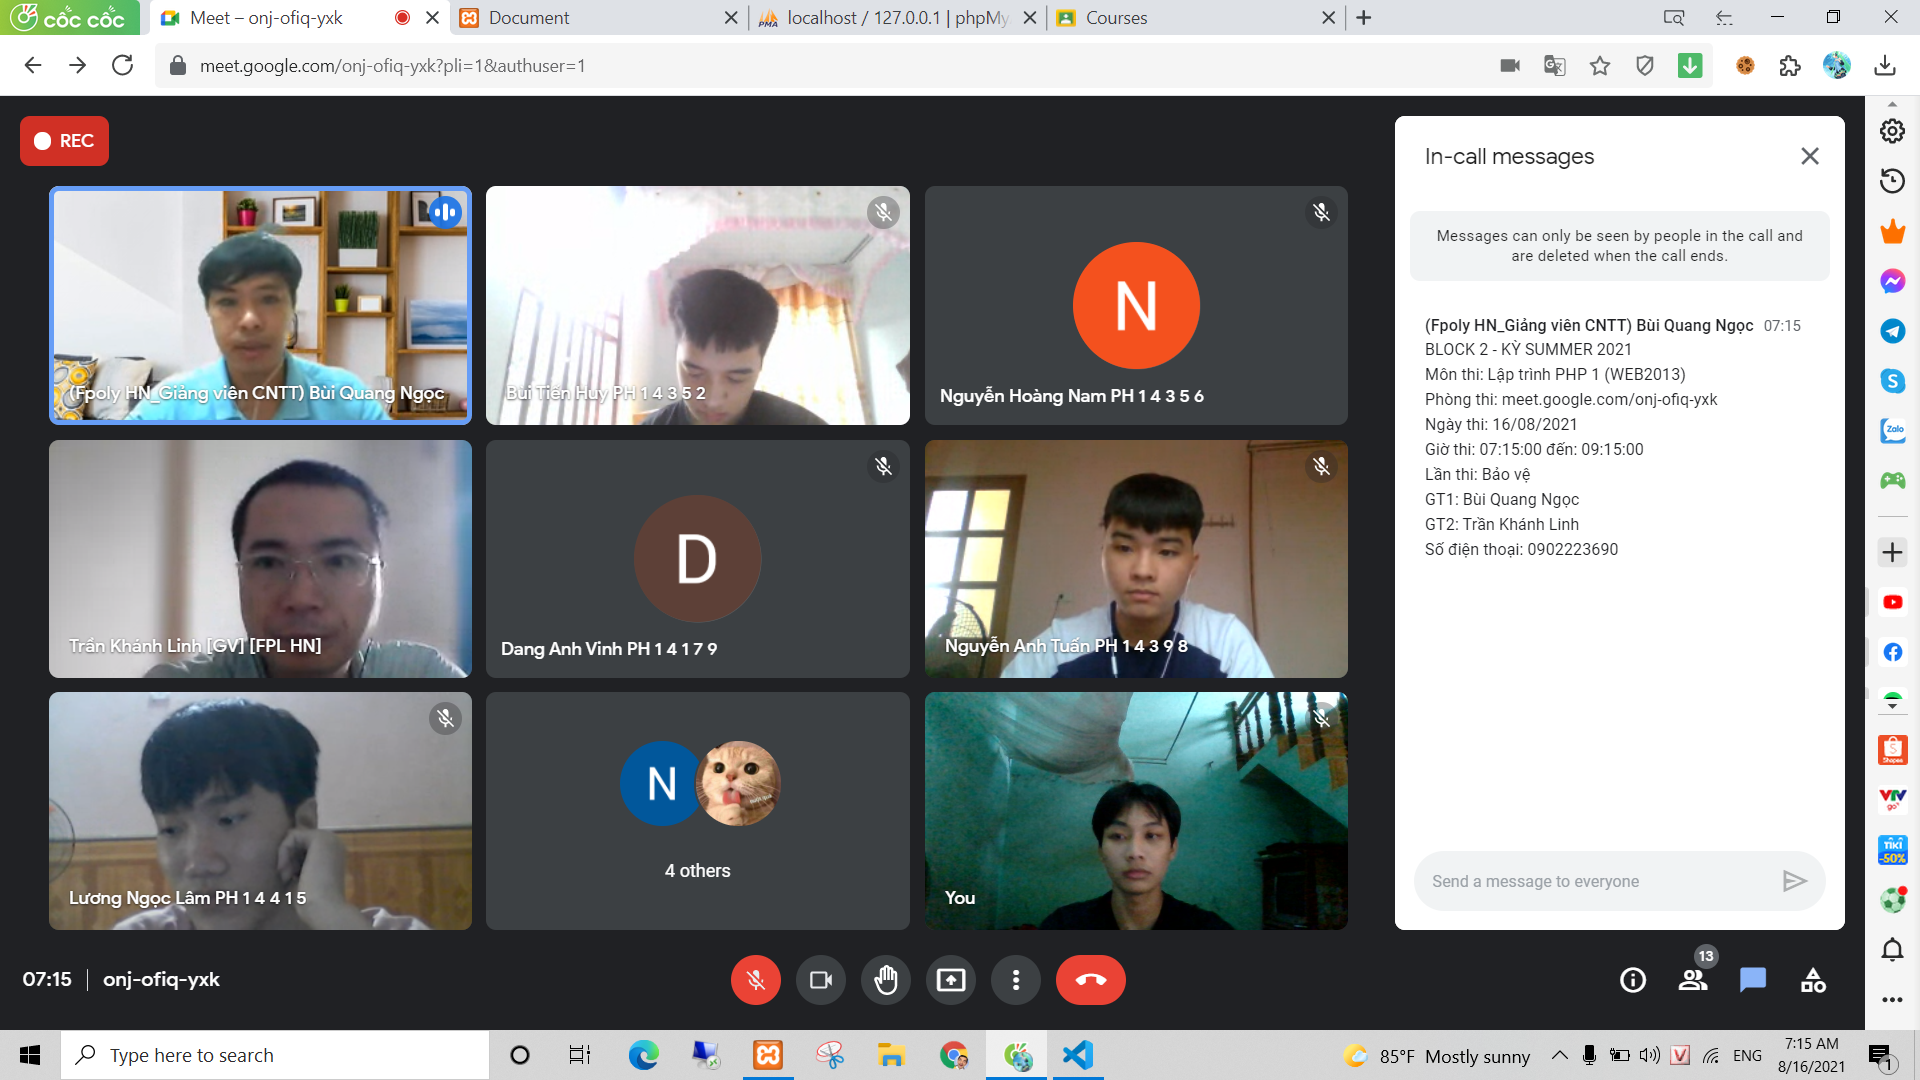 cốc cốc
Meet – onj-ofiq-yxk
Document
localhost / 127.0.0.1 | phpMy
Courses
meet.google.com/onj-ofiq-yxk?pli=1&authuser=1
REC
(Fpoly HN_Giảng viên CNTT) Bùi Quang Ngọc
Bùi Tiến Huy PH 1 4 3 5 2
N
Nguyễn Hoàng Nam PH 1 4 3 5 6
Trần Khánh Linh [GV] [FPL HN]
D
Dang Anh Vinh PH 1 4 1 7 9
Nguyễn Anh Tuấn PH 1 4 3 9 8
Lương Ngọc Lâm PH 1 4 4 1 5
N
4 others
You
In-call messages
Messages can only be seen by people in the call and
are deleted when the call ends.
(Fpoly HN_Giảng viên CNTT) Bùi Quang Ngọc 07:15
BLOCK 2 - KỲ SUMMER 2021
Môn thi: Lập trình PHP 1 (WEB2013)
Phòng thi: meet.google.com/onj-ofiq-yxk
Ngày thi: 16/08/2021
Giờ thi: 07:15:00 đến: 09:15:00
Lần thi: Bảo vệ
GT1: Bùi Quang Ngọc
GT2: Trần Khánh Linh
Số điện thoại: 0902223690
Send a message to everyone
Zalo
Shopee
VTV
go
TIKI
-50%
07:15 onj-ofiq-yxk
13
Type here to search
85°F Mostly sunny
ENG
7:15 AM
8/16/2021
1